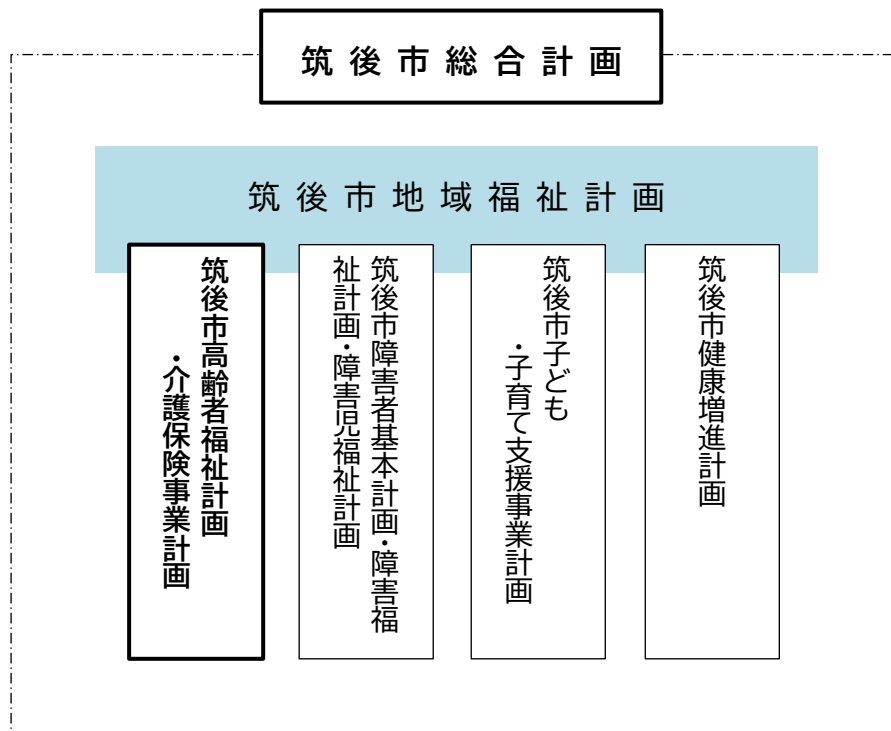 筑後市総合計画
筑後市地域福祉計画
筑後市高齢者福祉計画
・介護保険事業計画
筑後市障害者基本計画・障害福
祉計画・障害児福祉計画
筑後市子ども
・子育て支援事業計画
筑後市健康増進計画